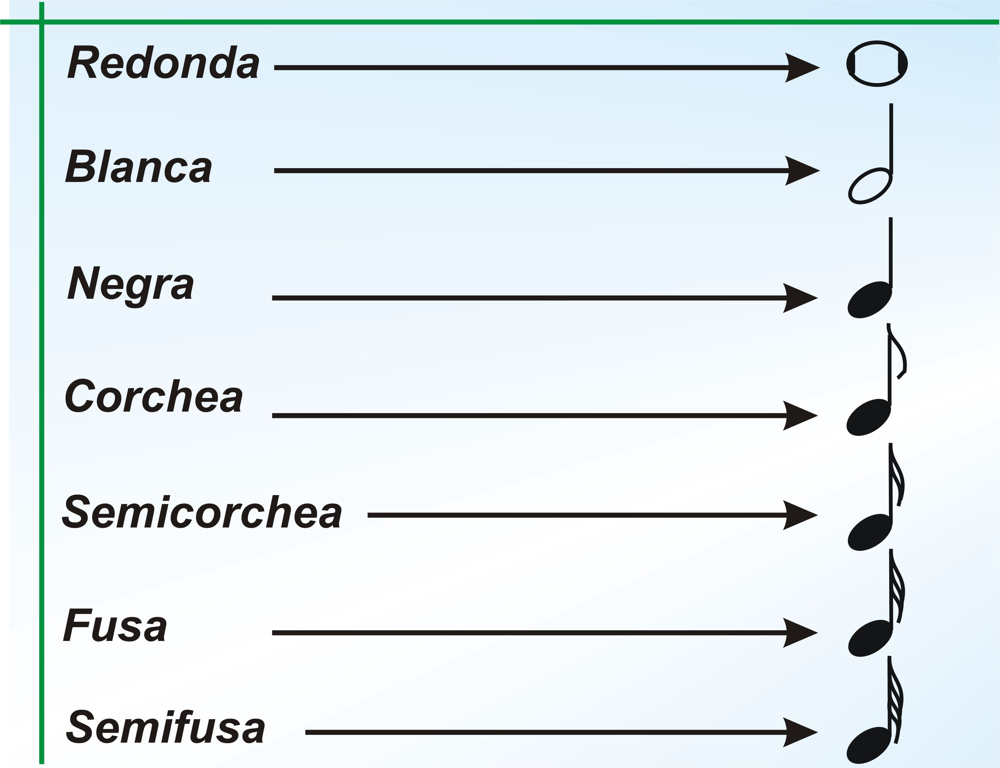 Redonda
Blanca
Negra
Corchea
Semicorchea
Fusa
Semifusa